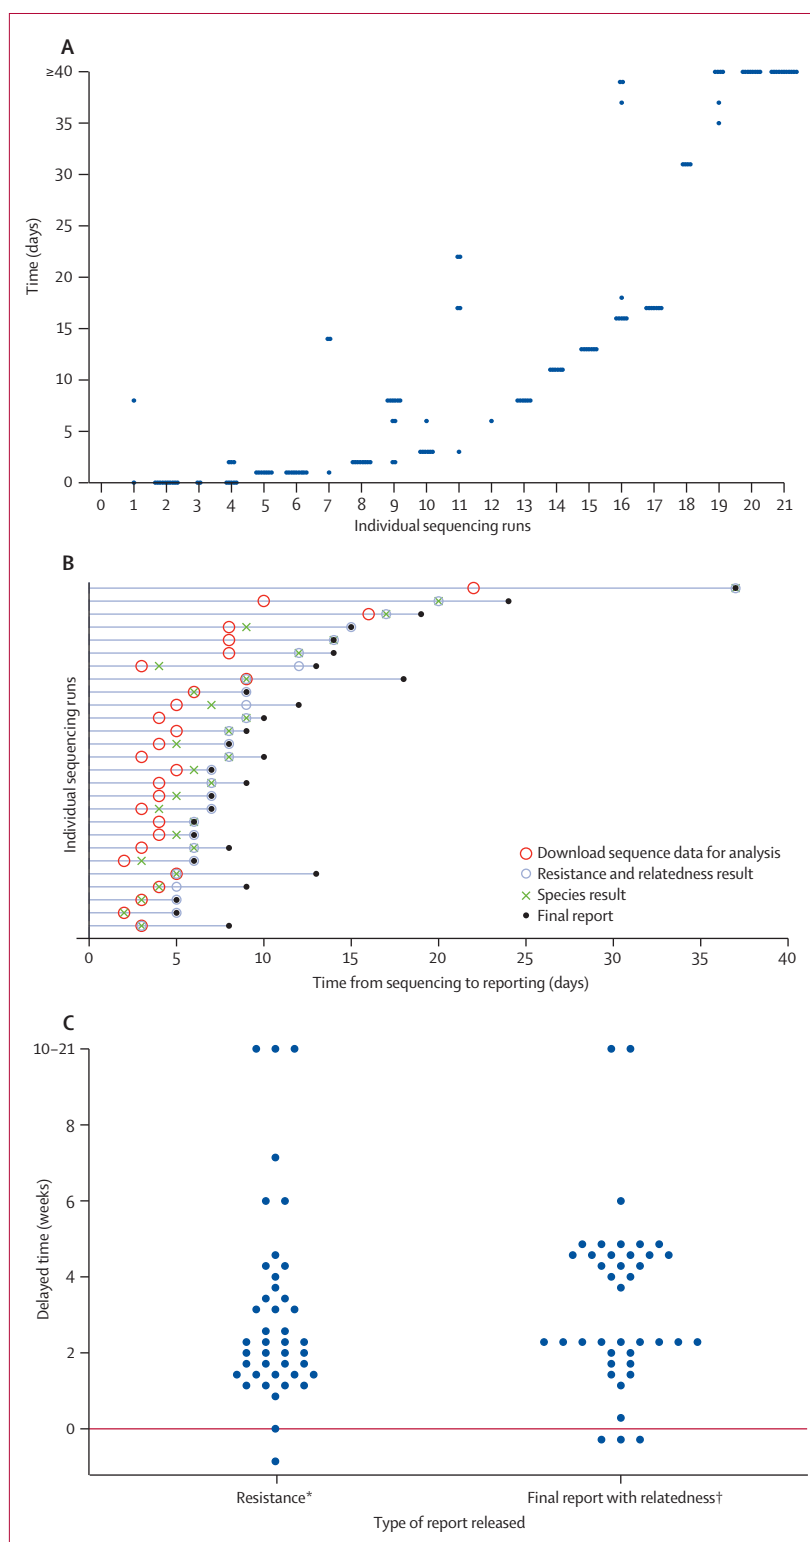 A
≥40
35
30
25
20
15
10
5
0
Time (days)
0 1 2 3 4 5 6 7 8 9 10 11 12 13 14 15 16 17 18 19 20 21
Individual sequencing runs
B
Individual sequencing runs
Download sequence data for analysis
Resistance and relatedness result
Species result
Final report
0 5 10 15 20 25 30 35 40
Time from sequencing to reporting (days)
C
10–21
8
6
4
2
0
Delayed time (weeks)
Resistance* Final report with relatedness†
Type of report released